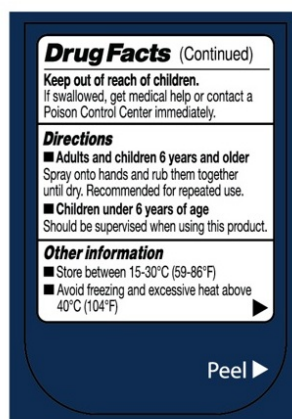 Drug Facts (Continued)
Keep out of reach of children.
If swallowed, get medical help or contact a
Poison Control Center immediately.
Directions
■ Adults and children 6 years and older
Spray onto hands and rub them together
until dry. Recommended for repeated use.
■ Children under 6 years of age
Should be supervised when using this product.
Other information
■ Store between 15-30°C (59-86°F)
■ Avoid freezing and excessive heat above
40°C (104°F)
Peel